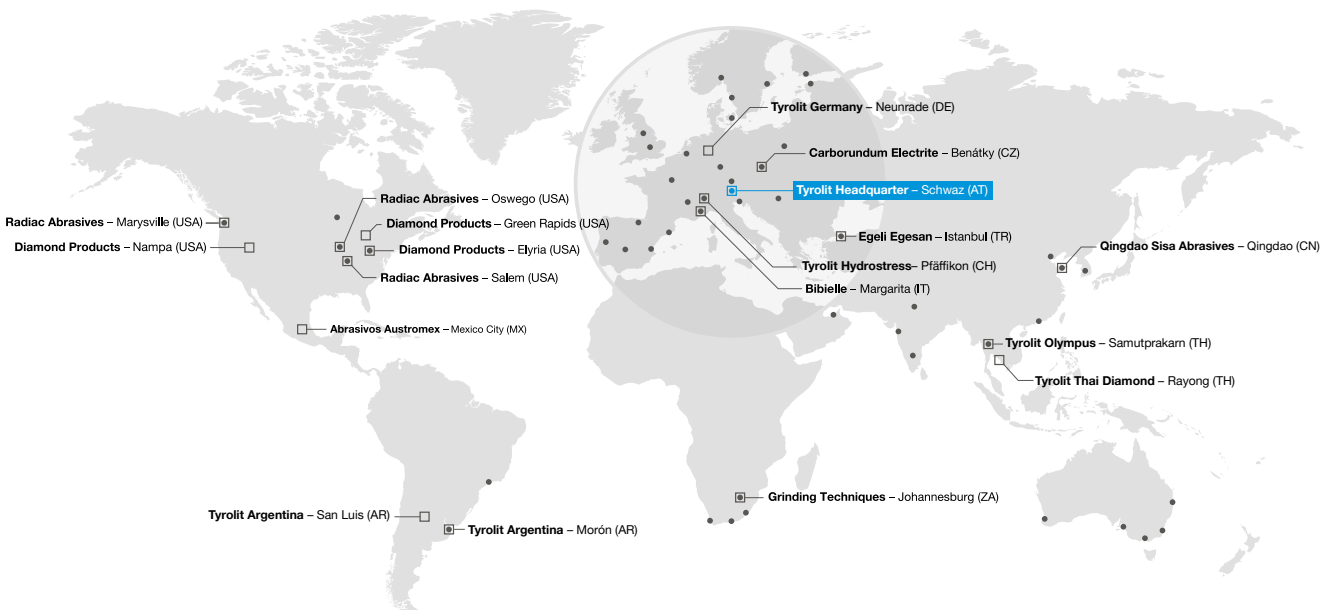 Tyrolit Germany – Neunrade (DE)
Carborundum Electrite – Benátky (CZ)
Tyrolit Headquarter – Schwaz (AT)
Radiac Abrasives – Oswego (USA)
Radiac Abrasives – Marysville (USA)
Diamond Products – Green Rapids (USA)
Diamond Products – Nampa (USA)
Diamond Products – Elyria (USA)
Egeli Egesan – Istanbul (TR)
Qingdao Sisa Abrasives – Qingdao (CN)
Radiac Abrasives – Salem (USA)
Tyrolit Hydrostress– Pfäffikon (CH)
Bibielle – Margarita (IT)
Abrasivos Austromex – Mexico City (MX)
Tyrolit Olympus – Samutprakarn (TH)
Tyrolit Thai Diamond – Rayong (TH)
Grinding Techniques – Johannesburg (ZA)
Tyrolit Argentina – San Luis (AR)
Tyrolit Argentina – Morón (AR)